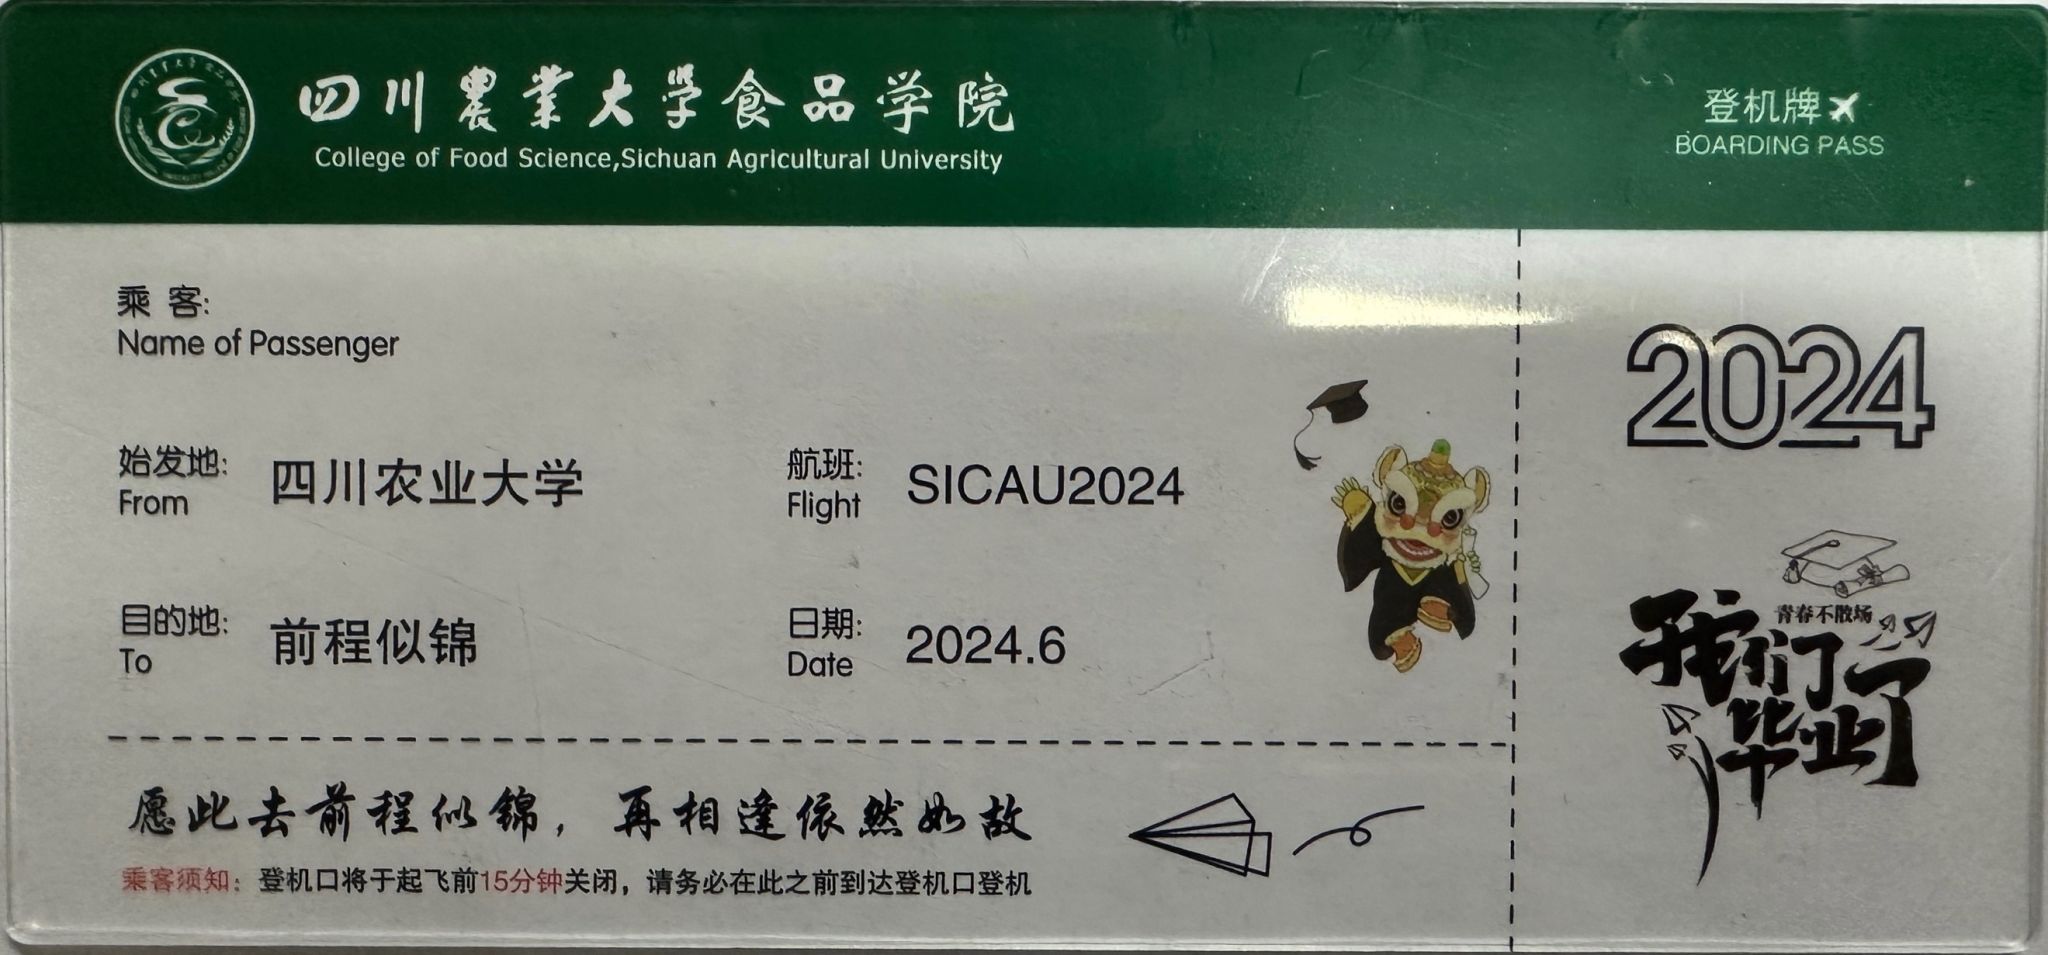 四川農業大學食品学院
College of Food Science,Sichuan Agricultural University
登机牌
BOARDING PASS
乘 客:
Name of Passenger
始发地: 四川农业大学
From
航班: SICAU2024
Flight
目的地: 前程似锦
To
日期: 2024.6
Date
愿此去前程似锦，再相逢依然如故
乘客须知：登机口将于起飞前15分钟关闭，请务必在此之前到达登机口登机
2024
青春不散场
我们
毕业了